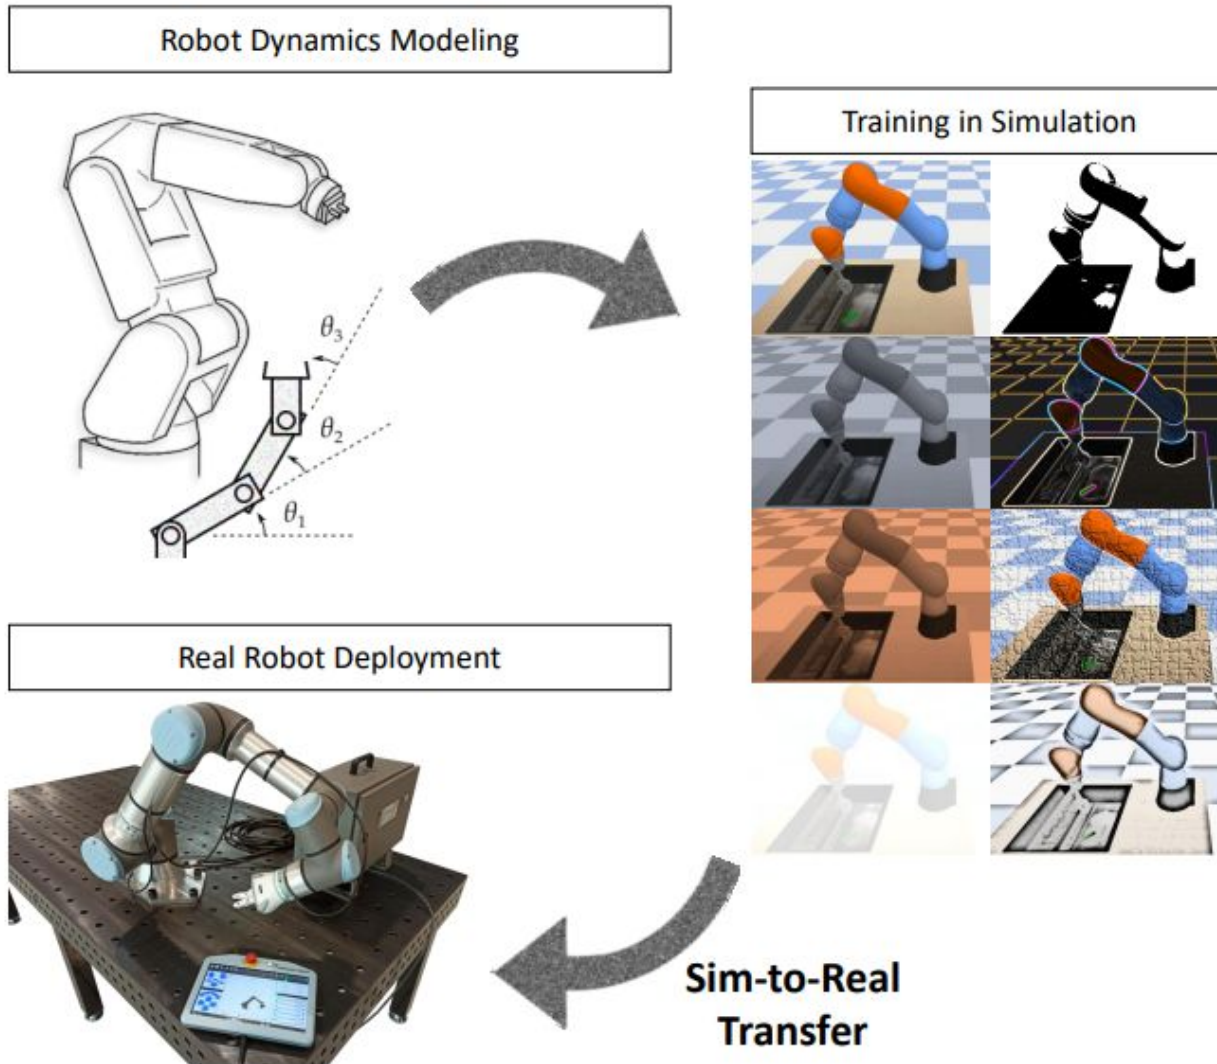 Robot Dynamics Modeling
Training in Simulation
θ3
θ2
θ1
Real Robot Deployment
Sim-to-Real
Transfer